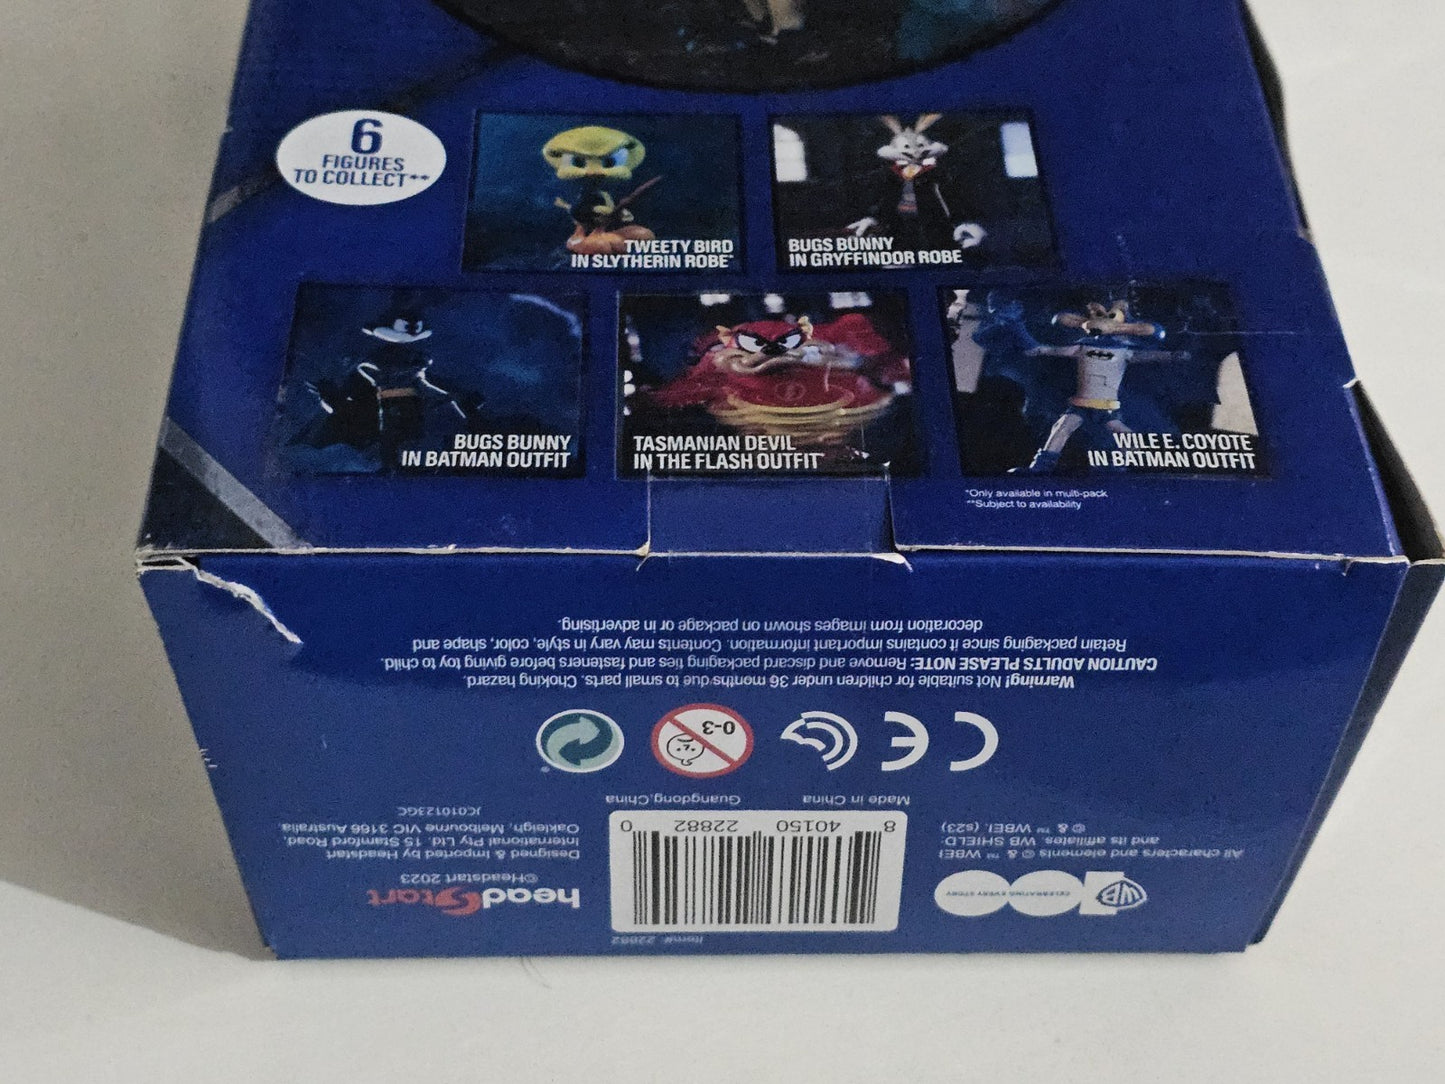 6
FIGURES
TO COLLECT**
TWEETY BIRD
IN SLYTHERIN ROBE*
BUGS BUNNY
IN GRYFFINDOR ROBE
BUGS BUNNY
IN BATMAN OUTFIT
TASMANIAN DEVIL
IN THE FLASH OUTFIT*
WILE E. COYOTE
IN BATMAN OUTFIT
*Only available in multi-pack
**Subject to availability
Item#: 22882
WB
100
CELEBRATING EVERY STORY
All characters and elements © & ™ WBEI
and its affiliates. WB SHIELD:
© & ™ WBEI. (s23)
8 40150 22882 0
Made in China
Guangdong,China
headstart
©Headstart 2023
Designed & Imported by Headstart
International Pty Ltd. 15 Stamford Road,
Oakleigh, Melbourne VIC 3166 Australia.
JC010123GC
CE
0-3
Warning! Not suitable for children under 36 months due to small parts. Choking hazard.
CAUTION ADULTS PLEASE NOTE: Remove and discard packaging ties and fasteners before giving toy to child.
Retain packaging since it contains important information. Contents may vary in style, color, shape and
decoration from images shown on package or in advertising.